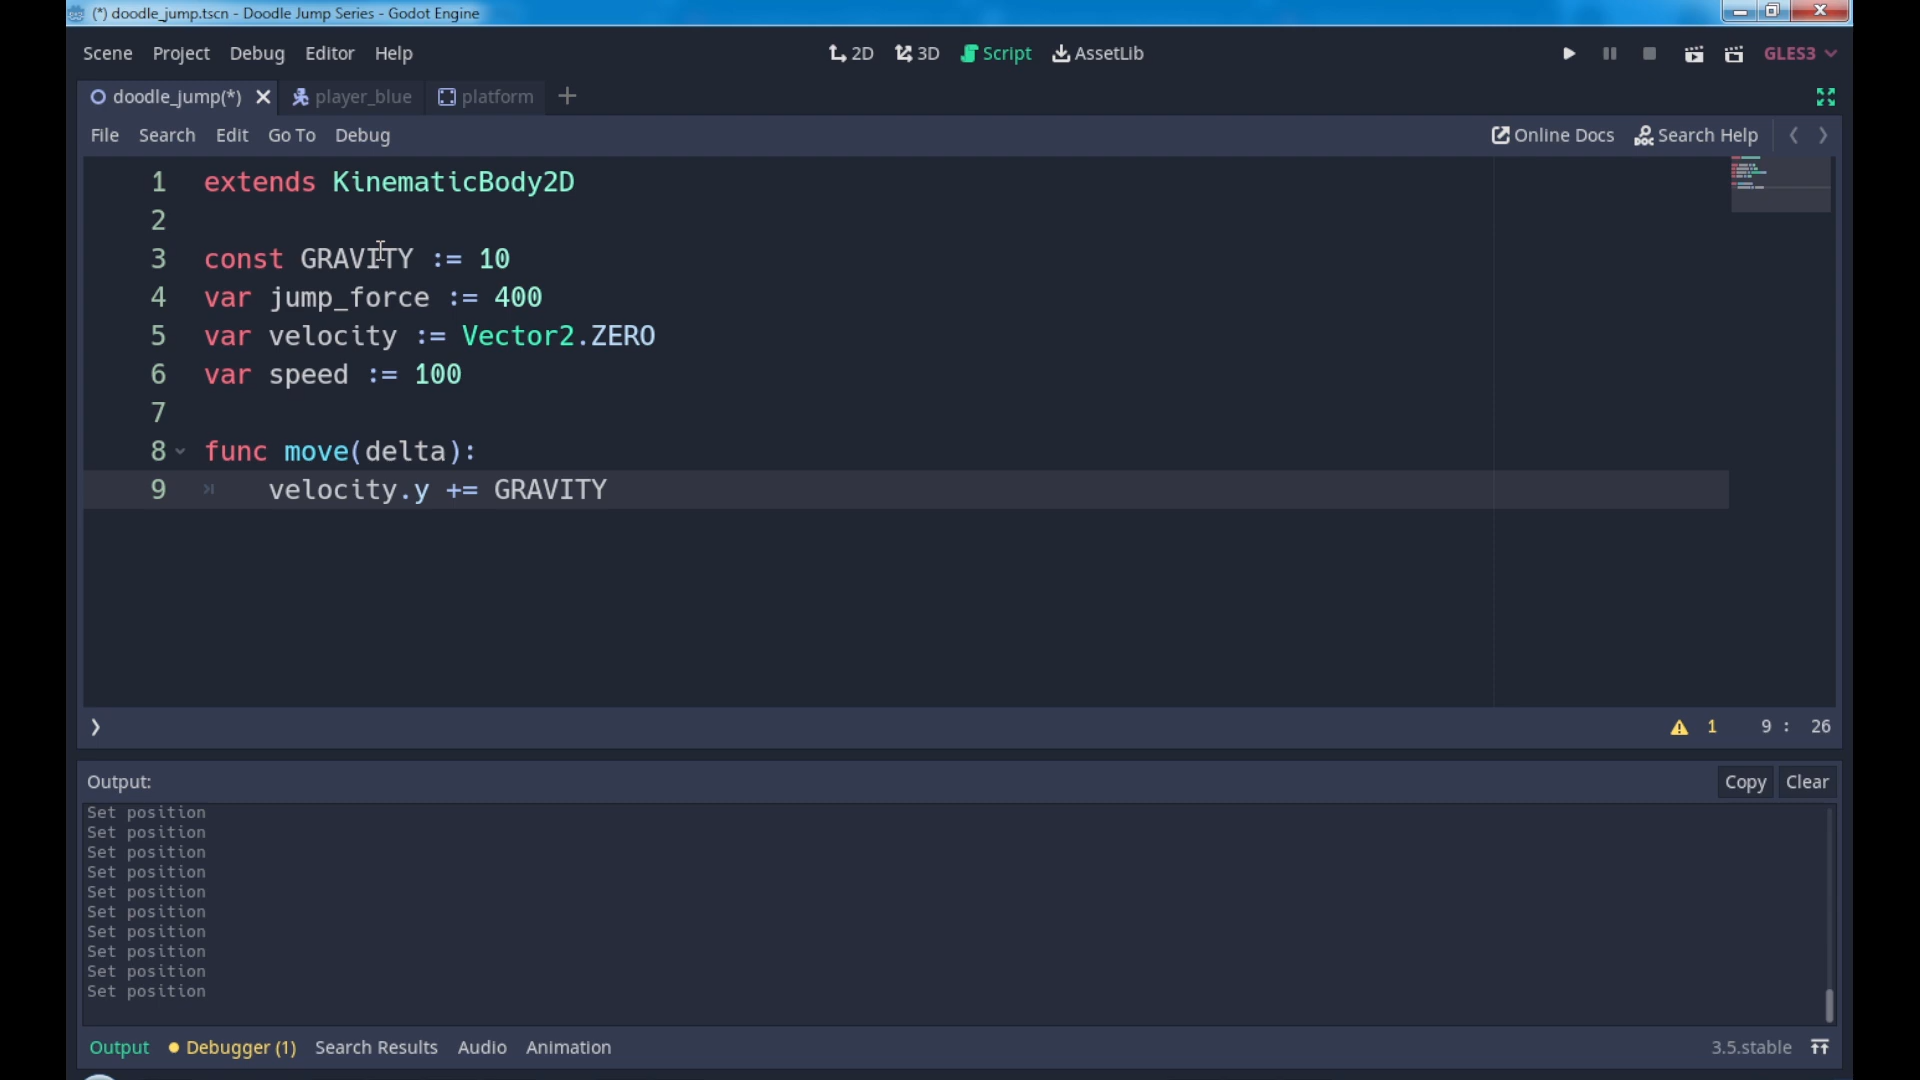 (*) doodle_jump.tscn - Doodle Jump Series - Godot Engine
Scene Project Debug Editor Help 2D 3D Script AssetLib GLES3
doodle_jump(*) player_blue platform
File Search Edit Go To Debug Online Docs Search Help
1 extends KinematicBody2D
2
3 const GRAVITY := 10
4 var jump_force := 400
5 var velocity := Vector2.ZERO
6 var speed := 100
7
8 func move(delta):
9 velocity.y += GRAVITY
1 9 : 26
Output: Copy Clear
Set position
Set position
Set position
Set position
Set position
Set position
Set position
Set position
Set position
Set position
Output Debugger (1) Search Results Audio Animation 3.5.stable